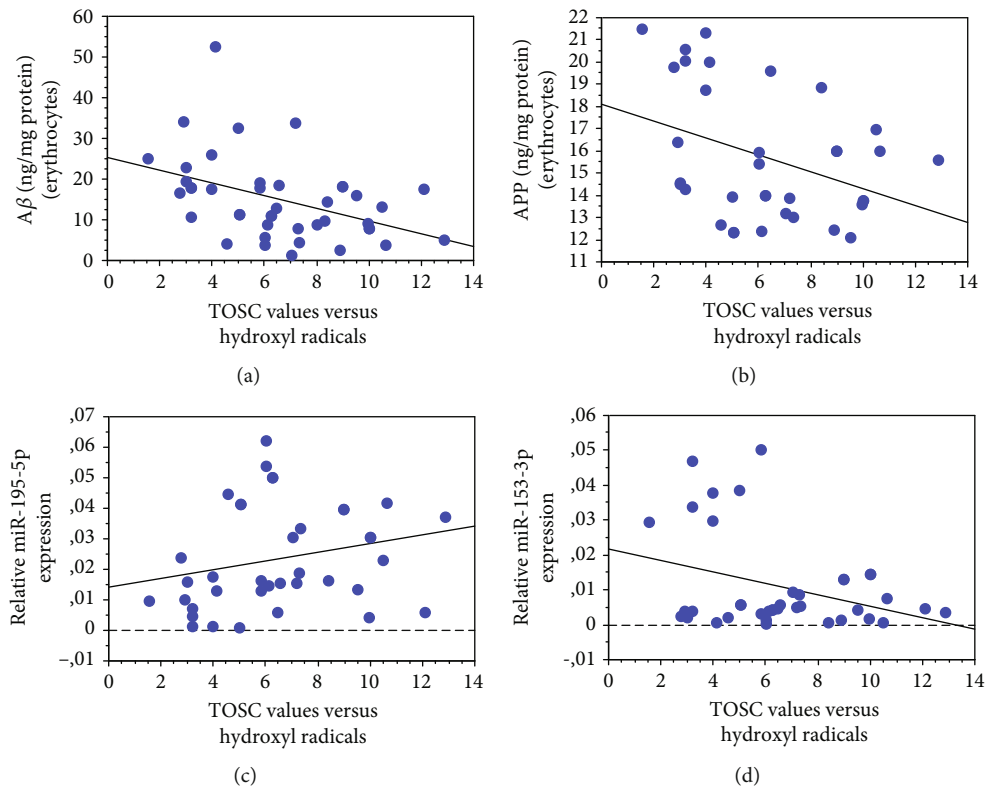 60
50
40
30
20
10
0
Aβ (ng/mg protein)
(erythrocytes)
0 2 4 6 8 10 12 14
TOSC values versus
hydroxyl radicals
(a)
22
21
20
19
18
17
16
15
14
13
12
11
APP (ng/mg protein)
(erythrocytes)
0 2 4 6 8 10 12 14
TOSC values versus
hydroxyl radicals
(b)
,07
,06
,05
,04
,03
,02
,01
0
–,01
Relative miR-195-5p
expression
0 2 4 6 8 10 12 14
TOSC values versus
hydroxyl radicals
(c)
,06
,05
,04
,03
,02
,01
0
-,01
Relative miR-153-3p
expression
0 2 4 6 8 10 12 14
TOSC values versus
hydroxyl radicals
(d)